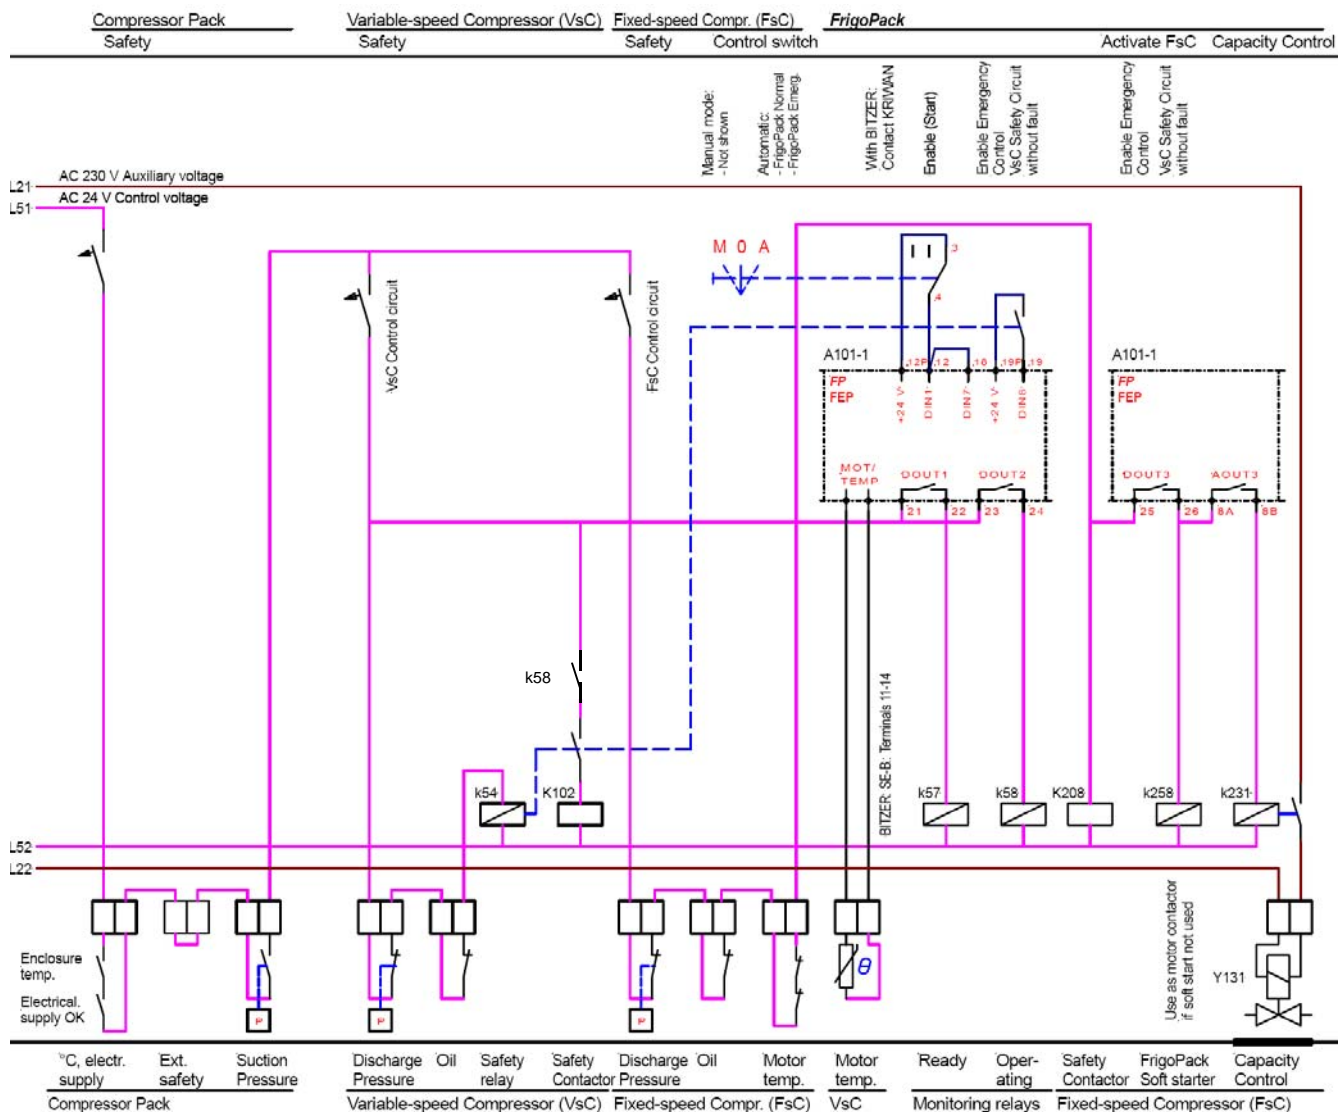 Compressor Pack
Variable-speed Compressor (VsC)
Fixed-speed Compr. (FsC)
FrigoPack
Safety
Safety
Safety
Control switch
Activate FsC
Capacity Control
Manual mode:
- Not shown
Automatic:
- FrigoPack Normal
- FrigoPack Emerg.
With BITZER:
Contact KRIWAN
Enable (Start)
Enable Emergency
Control
VsC Safety Circuit
without fault
Enable Emergency
Control
VsC Safety Circuit
without fault
L21
AC 230 V Auxiliary voltage
L51
AC 24 V Control voltage
M 0 A
3
4
VsC Control circuit
FsC Control circuit
A101-1
12P
12
18
19P
19
A101-1
FP
FEP
+24 V
DIN1
DIN7
+24 V
DIN8
FP
FEP
MOT/
TEMP
DOUT1
DOUT2
DOUT3
AOUT3
21
22
23
24
25
26
8A
8B
k58
BITZER: SE-B: Terminals 11-14
k54
K102
k57
k58
K208
k258
k231
L52
L22
Enclosure
temp.
Electrical.
supply OK
P
P
P
θ
Use as motor contactor
if soft start not used
Y131
°C, electr.
supply
Ext.
safety
Suction
Pressure
Discharge
Pressure
Oil
Safety
relay
Safety
Contactor
Discharge
Pressure
Oil
Motor
temp.
Motor
temp.
Ready
Oper-
ating
Safety
Contactor
FrigoPack
Soft starter
Capacity
Control
Compressor Pack
Variable-speed Compressor (VsC)
Fixed-speed Compr. (FsC)
VsC
Monitoring relays
Fixed-speed Compressor (FsC)